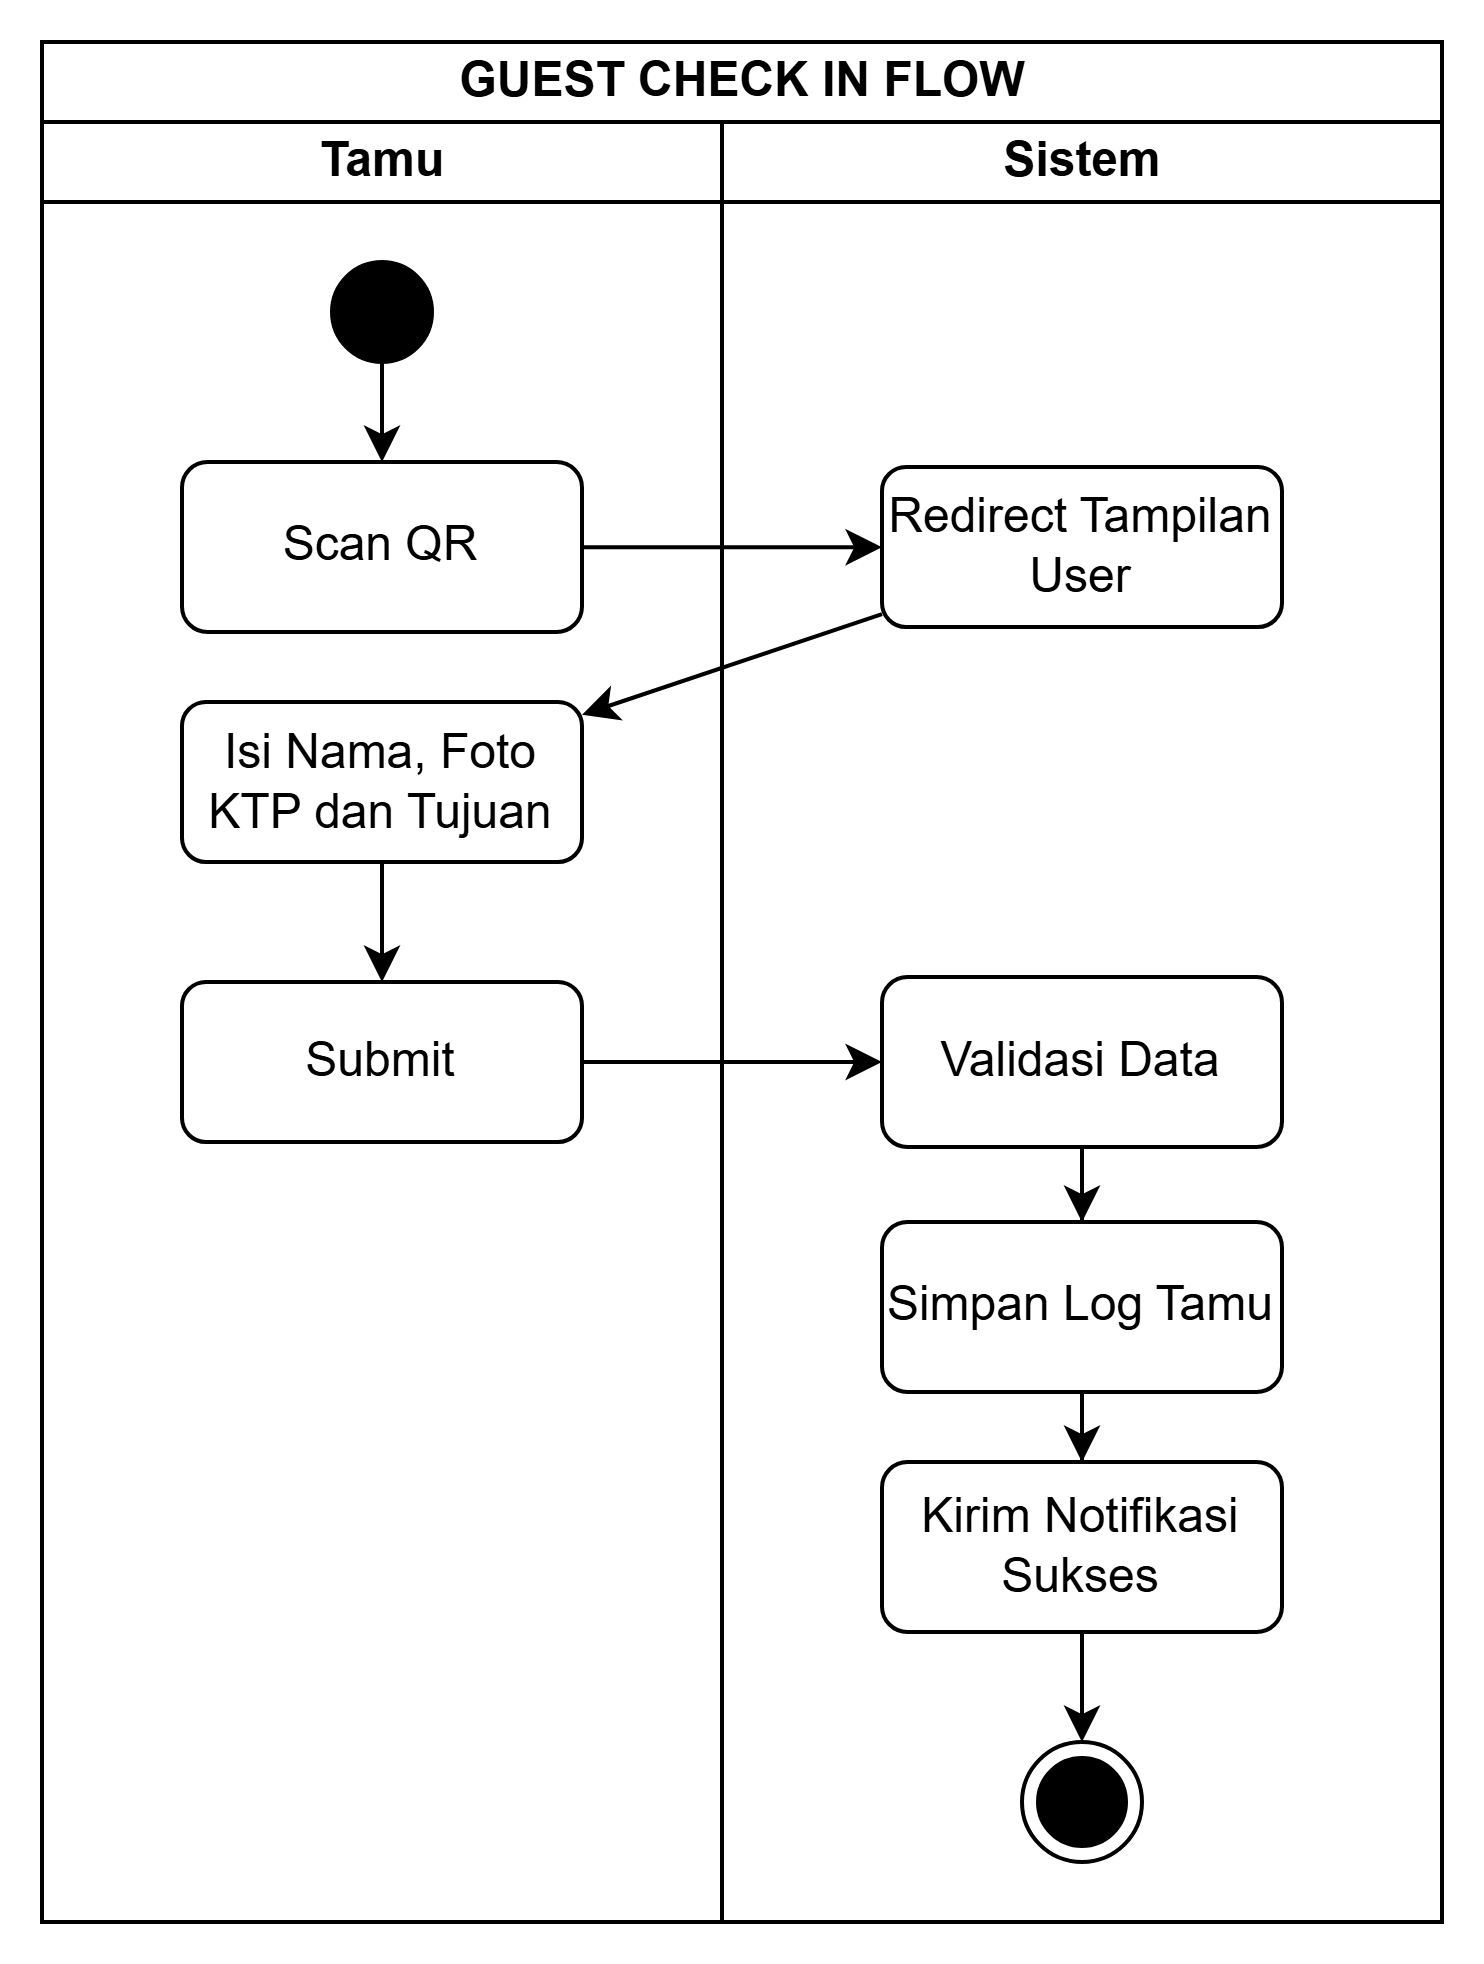 GUEST CHECK IN FLOW
Tamu
Sistem
Scan QR
Redirect Tampilan
User
Isi Nama, Foto
KTP dan Tujuan
Submit
Validasi Data
Simpan Log Tamu
Kirim Notifikasi
Sukses